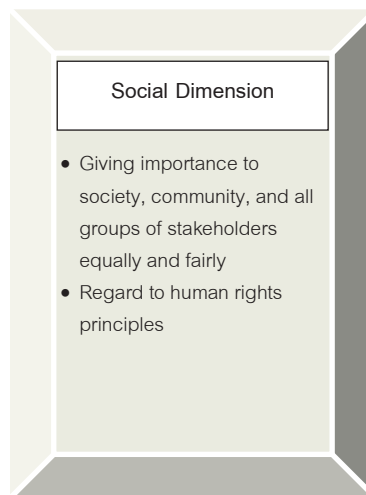 Social Dimension
• Giving importance to
society, community, and all
groups of stakeholders
equally and fairly
• Regard to human rights
principles